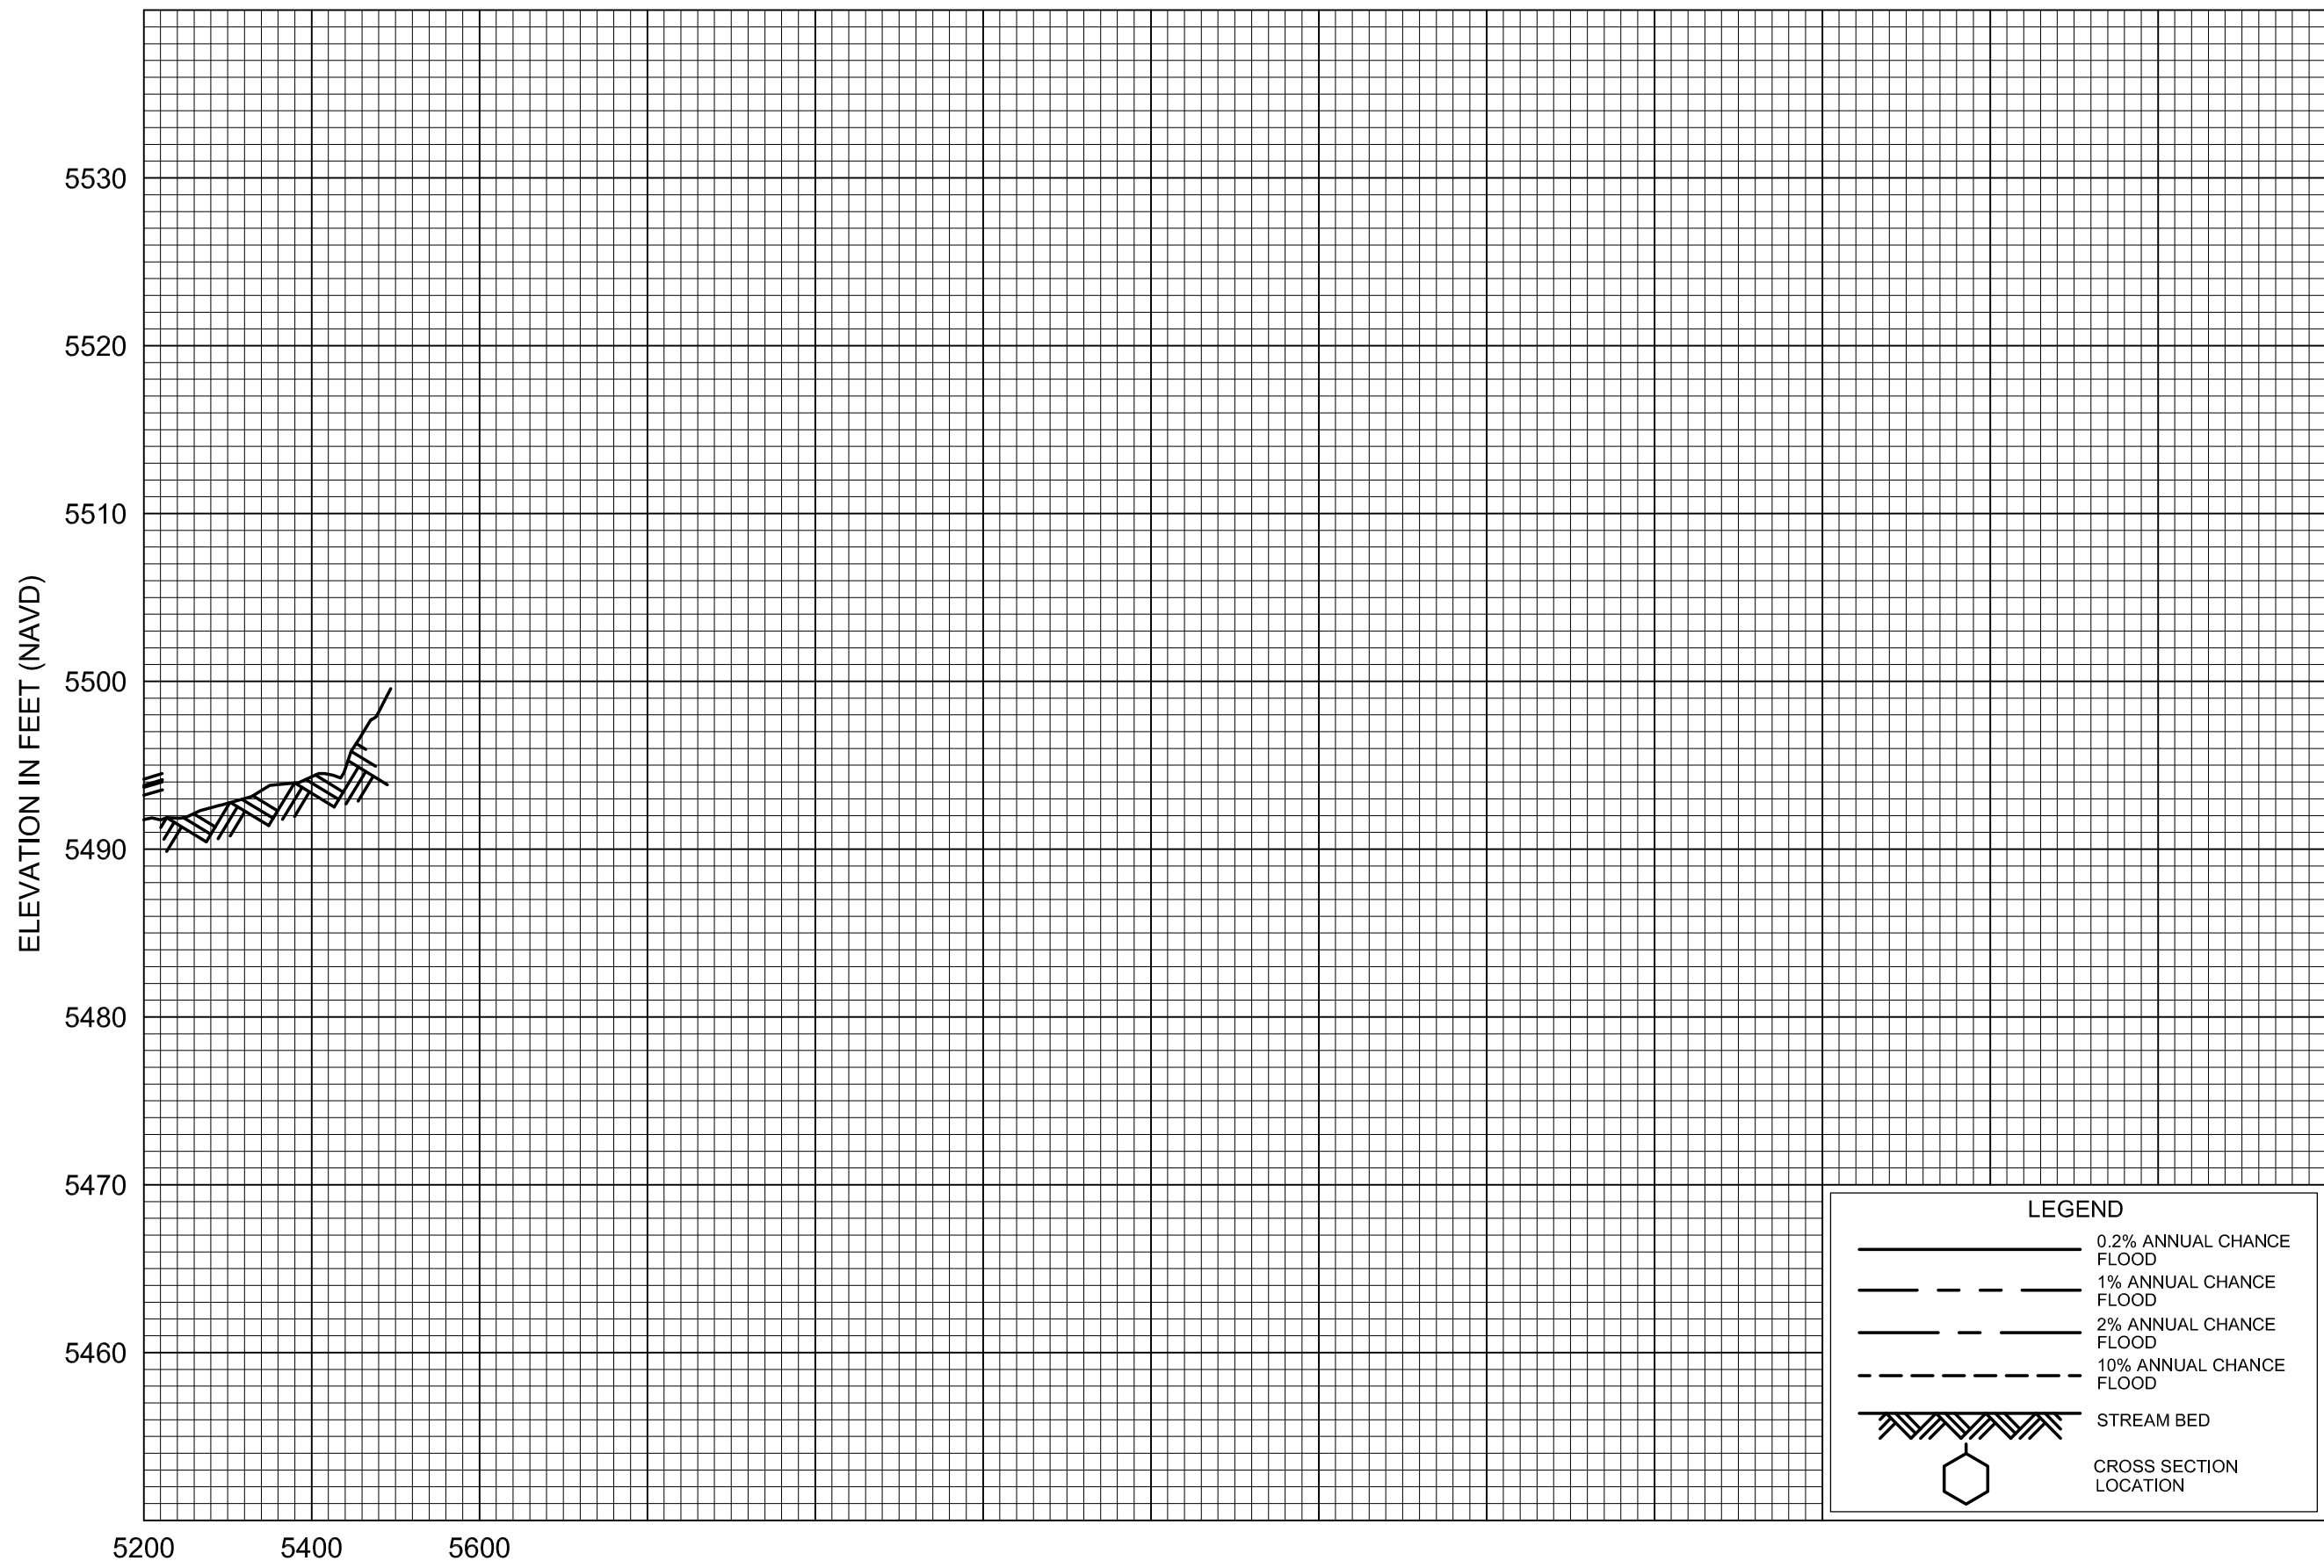 ELEVATION IN FEET (NAVD)
5530
5520
5510
5500
5490
5480
5470
5460
5200
5400
5600
LEGEND
0.2% ANNUAL CHANCE
FLOOD
1% ANNUAL CHANCE
FLOOD
2% ANNUAL CHANCE
FLOOD
10% ANNUAL CHANCE
FLOOD
STREAM BED
CROSS SECTION
LOCATION